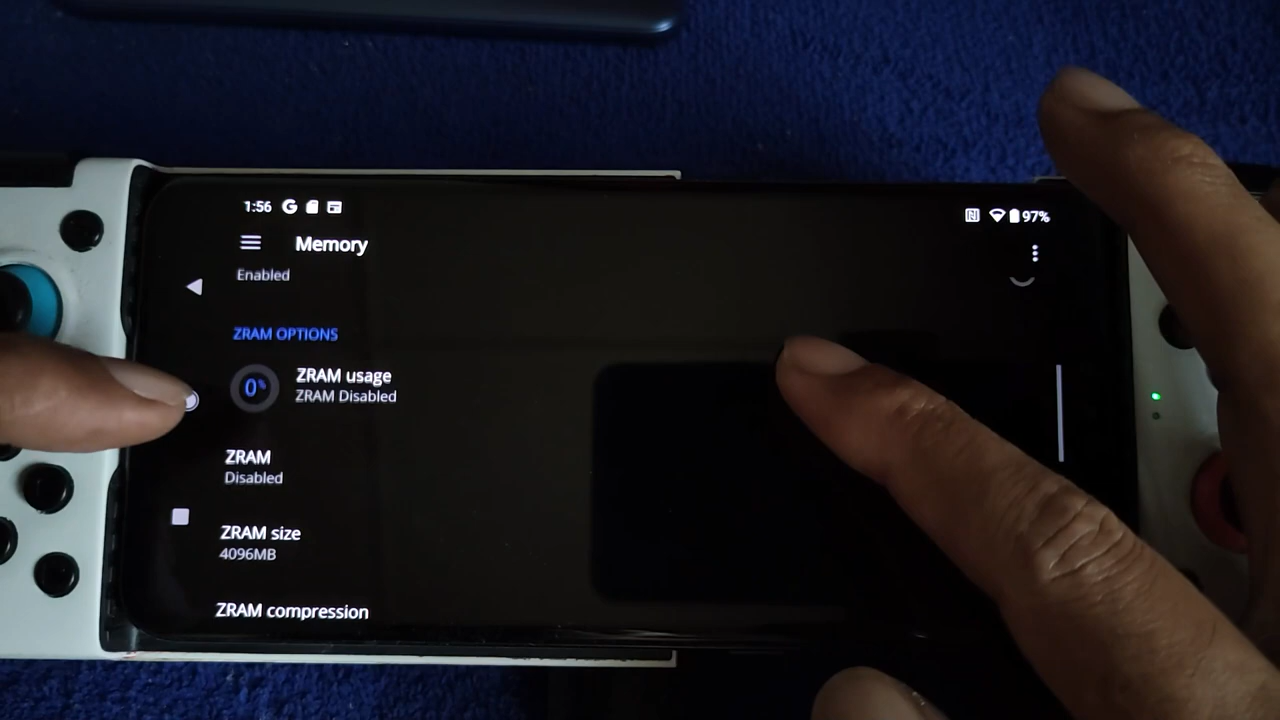 1:56
97%
Memory
Enabled
ZRAM OPTIONS
0%
ZRAM usage
ZRAM Disabled
ZRAM
Disabled
ZRAM size
4096MB
ZRAM compression